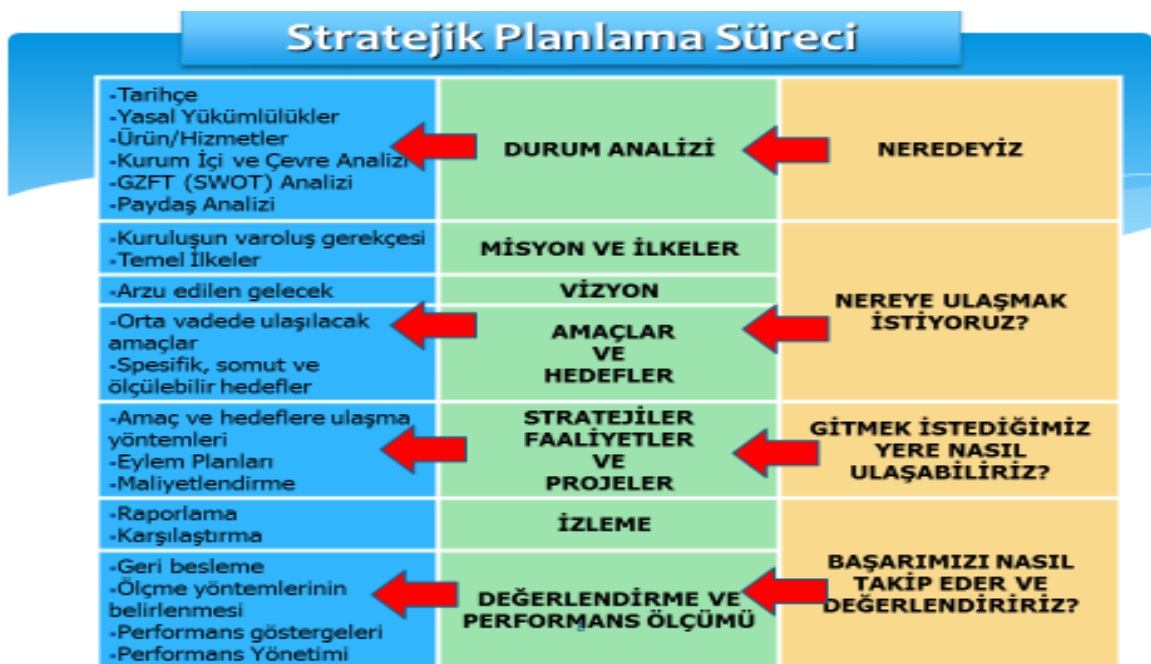 Stratejik Planlama Süreci
-Tarihçe
-Yasal Yükümlülükler
-Ürün/Hizmetler
-Kurum İçi ve Çevre Analizi
-GZFT (SWOT) Analizi
-Paydaş Analizi
DURUM ANALİZİ
NEREDEYİZ
-Kuruluşun varoluş gerekçesi
-Temel İlkeler
MİSYON VE İLKELER
-Arzu edilen gelecek
VİZYON
-Orta vadede ulaşılacak
amaçlar
-Spesifik, somut ve
ölçülebilir hedefler
AMAÇLAR
VE
HEDEFLER
NEREYE ULAŞMAK
İSTİYORUZ?
-Amaç ve hedeflere ulaşma
yöntemleri
-Eylem Planları
-Maliyetlendirme
STRATEJİLER
FAALİYETLER
VE
PROJELER
GİTMEK İSTEDİĞİMİZ
YERE NASIL
ULAŞABİLİRİZ?
-Raporlama
-Karşılaştırma
İZLEME
-Geri besleme
-Ölçme yöntemlerinin
belirlenmesi
-Performans göstergeleri
-Performans Yönetimi
DEĞERLENDİRME VE
PERFORMANS ÖLÇÜMÜ
BAŞARIMIZI NASIL
TAKİP EDER VE
DEĞERLENDİRİRİZ?